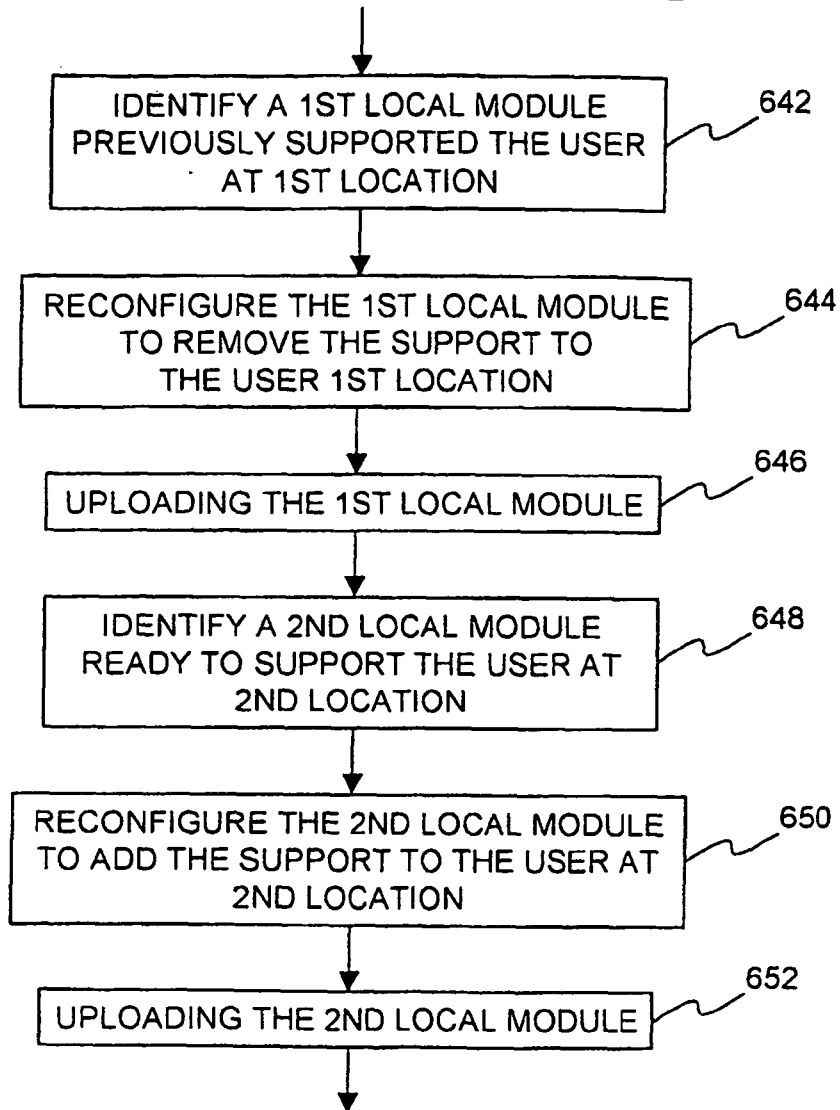 IDENTIFY A 1ST LOCAL MODULE
PREVIOUSLY SUPPORTED THE USER
AT 1ST LOCATION
642
RECONFIGURE THE 1ST LOCAL MODULE
TO REMOVE THE SUPPORT TO
THE USER 1ST LOCATION
644
UPLOADING THE 1ST LOCAL MODULE
646
IDENTIFY A 2ND LOCAL MODULE
READY TO SUPPORT THE USER AT
2ND LOCATION
648
RECONFIGURE THE 2ND LOCAL MODULE
TO ADD THE SUPPORT TO THE USER AT
2ND LOCATION
650
UPLOADING THE 2ND LOCAL MODULE
652